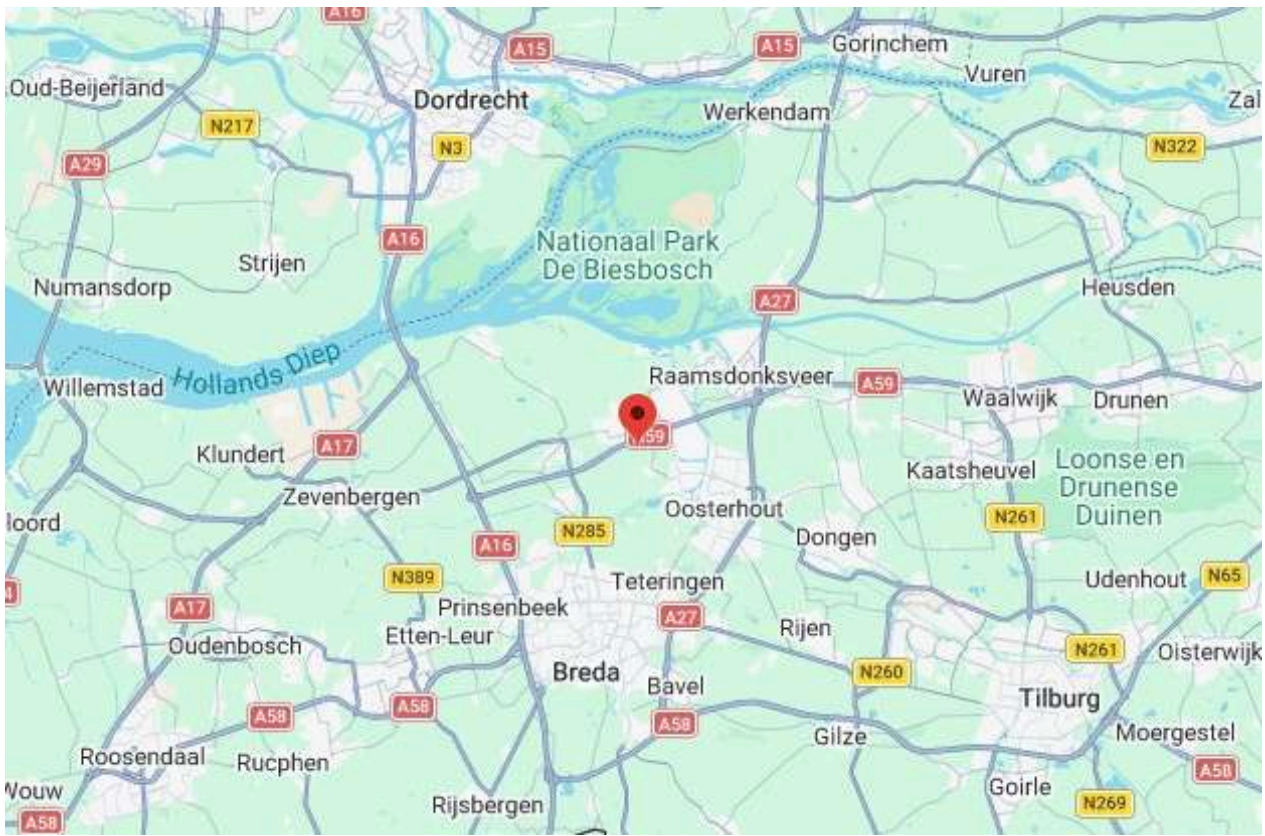 A16
A15
A15
Gorinchem
Vuren
Oud-Beijerland
Dordrecht
Werkendam
Zal
N217
N3
N322
A29
A16
Nationaal Park
De Biesbosch
Strijen
Numansdorp
A27
Heusden
Hollands Diep
Willemstad
Raamsdonksveer
A59
Waalwijk
Drunen
A59
Klundert
A17
Kaatsheuvel
Loonse en
Drunense
Duinen
Zevenbergen
Oosterhout
N261
loord
N285
Dongen
A16
N389
Teteringen
Udenhout
N65
4
A17
Prinsenbeek
A27
Rijen
Oudenbosch
Etten-Leur
N261
Oisterwijk
Breda
Bavel
N260
Tilburg
A58
A58
A58
Gilze
Moergestel
Roosendaal
Rucphen
A58
Wouw
Rijsbergen
Goirle
N269
A58